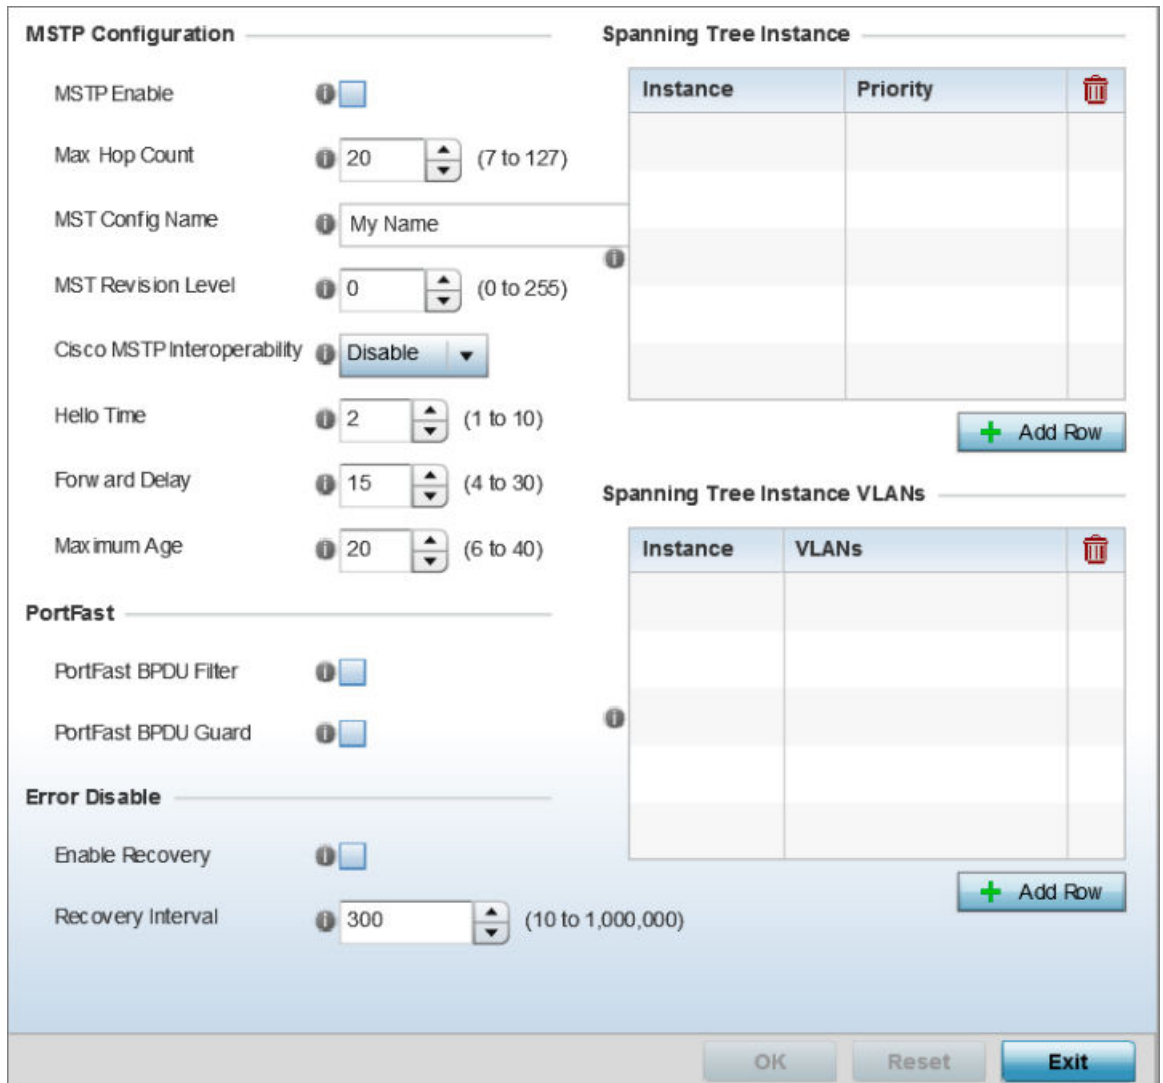 MSTP Configuration
MSTP Enable
Max Hop Count 20 (7 to 127)
MST Config Name My Name
MST Revision Level 0 (0 to 255)
Cisco MSTP Interoperability Disable
Hello Time 2 (1 to 10)
Forward Delay 15 (4 to 30)
Maximum Age 20 (6 to 40)
PortFast
PortFast BPDU Filter
PortFast BPDU Guard
Error Disable
Enable Recovery
Recovery Interval 300 (10 to 1,000,000)
Spanning Tree Instance
Instance Priority
Add Row
Spanning Tree Instance VLANs
Instance VLANs
Add Row
OK Reset Exit